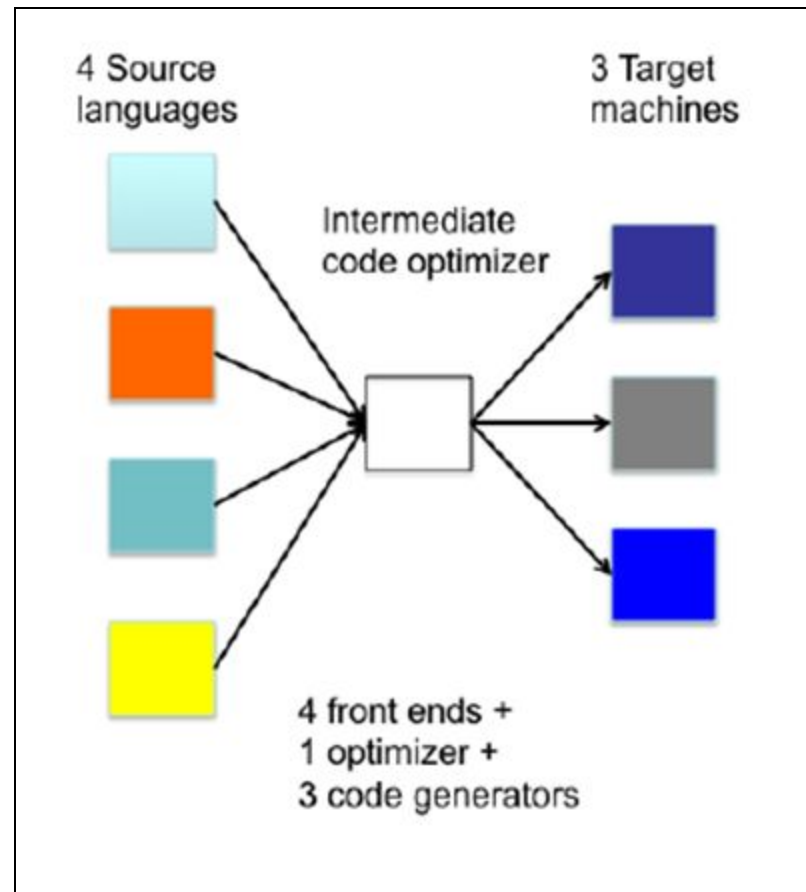 4 Source
languages
3 Target
machines
Intermediate
code optimizer
4 front ends +
1 optimizer +
3 code generators